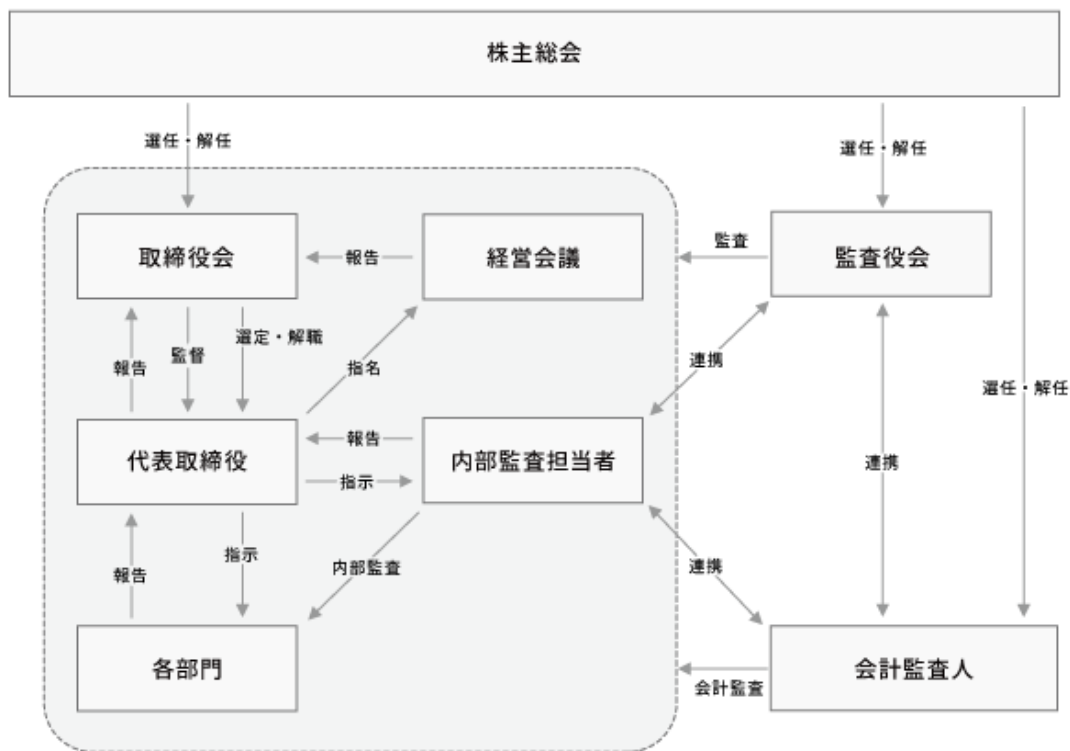 株主総会
選任・解任
選任・解任
取締役会
報告
経営会議
監査
監査役会
報告
監督
選定・解職
指名
連携
選任・解任
代表取締役
報告
指示
内部監査担当者
連携
報告
指示
内部監査
連携
各部門
会計監査
会計監査人